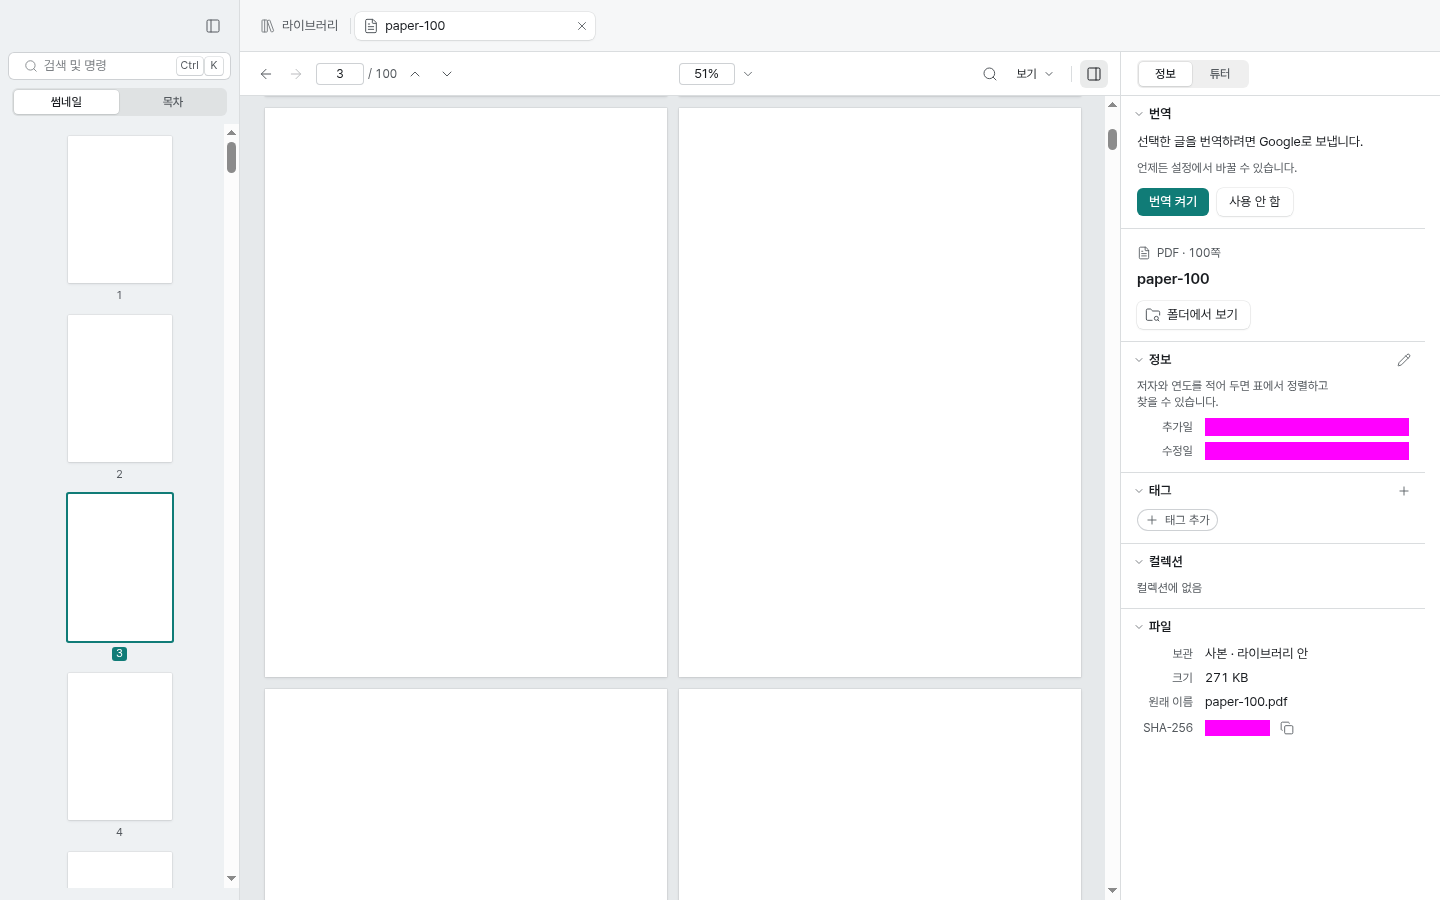 라이브러리
paper-100
검색 및 명령
Ctrl
K
썸네일
목차
1
2
3
4
3
/ 100
51%
보기
정보
튜터
번역
선택한 글을 번역하려면 Google로 보냅니다.
언제든 설정에서 바꿀 수 있습니다.
번역 켜기
사용 안 함
PDF · 100쪽
paper-100
폴더에서 보기
정보
저자와 연도를 적어 두면 표에서 정렬하고
찾을 수 있습니다.
추가일
수정일
태그
태그 추가
컬렉션
컬렉션에 없음
파일
보관 사본 · 라이브러리 안
크기 271 KB
원래 이름 paper-100.pdf
SHA-256